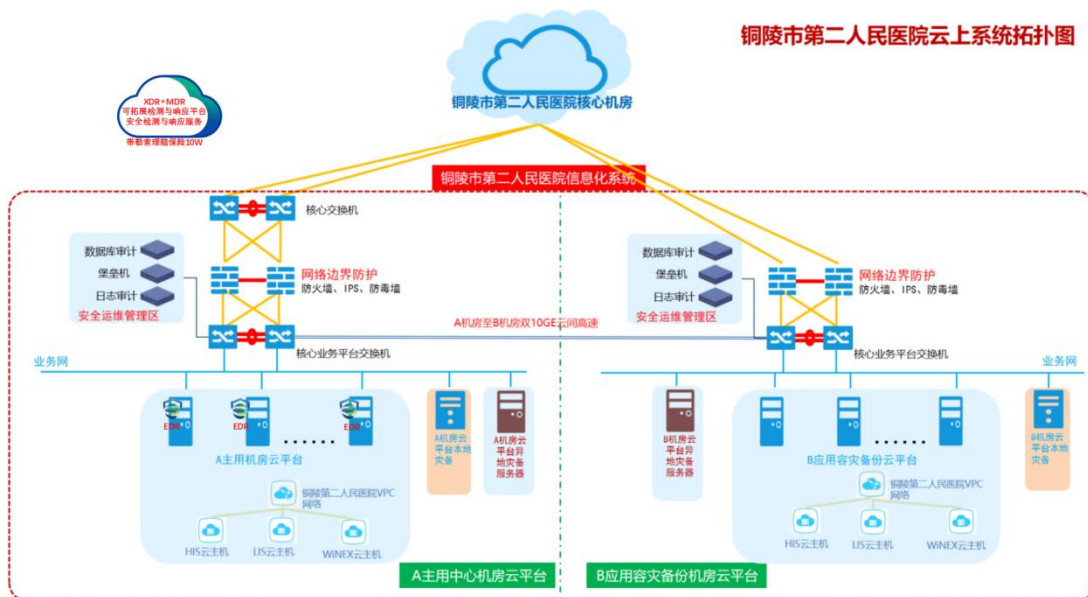 铜陵市第二人民医院云上系统拓扑图
铜陵市第二人民医院核心机房
XDR+MDR
可拓展检测与响应平台
安全检测与响应服务
带勒索理赔保险10W
铜陵市第二人民医院信息化系统
核心交换机
数据库审计
堡垒机
日志审计
安全运维管理区
网络边界防护
防火墙、IPS、防毒墙
数据库审计
堡垒机
日志审计
安全运维管理区
网络边界防护
防火墙、IPS、防毒墙
A机房至B机房双10GE云间高速
核心业务平台交换机
核心业务平台交换机
业务网
业务网
EDR
EDR
EDR
A主用机房云平台
A机房云
平台本地
灾备
A机房云
平台异
地灾备
服务器
B机房云
平台异
地灾备
服务器
B应用容灾备份云平台
B机房云
平台本地
灾备
铜陵第二人民医院VPC
网络
HIS云主机
LIS云主机
WiNEX云主机
铜陵第二人民医院VPC
网络
HIS云主机
LIS云主机
WiNEX云主机
A主用中心机房云平台
B应用容灾备份机房云平台